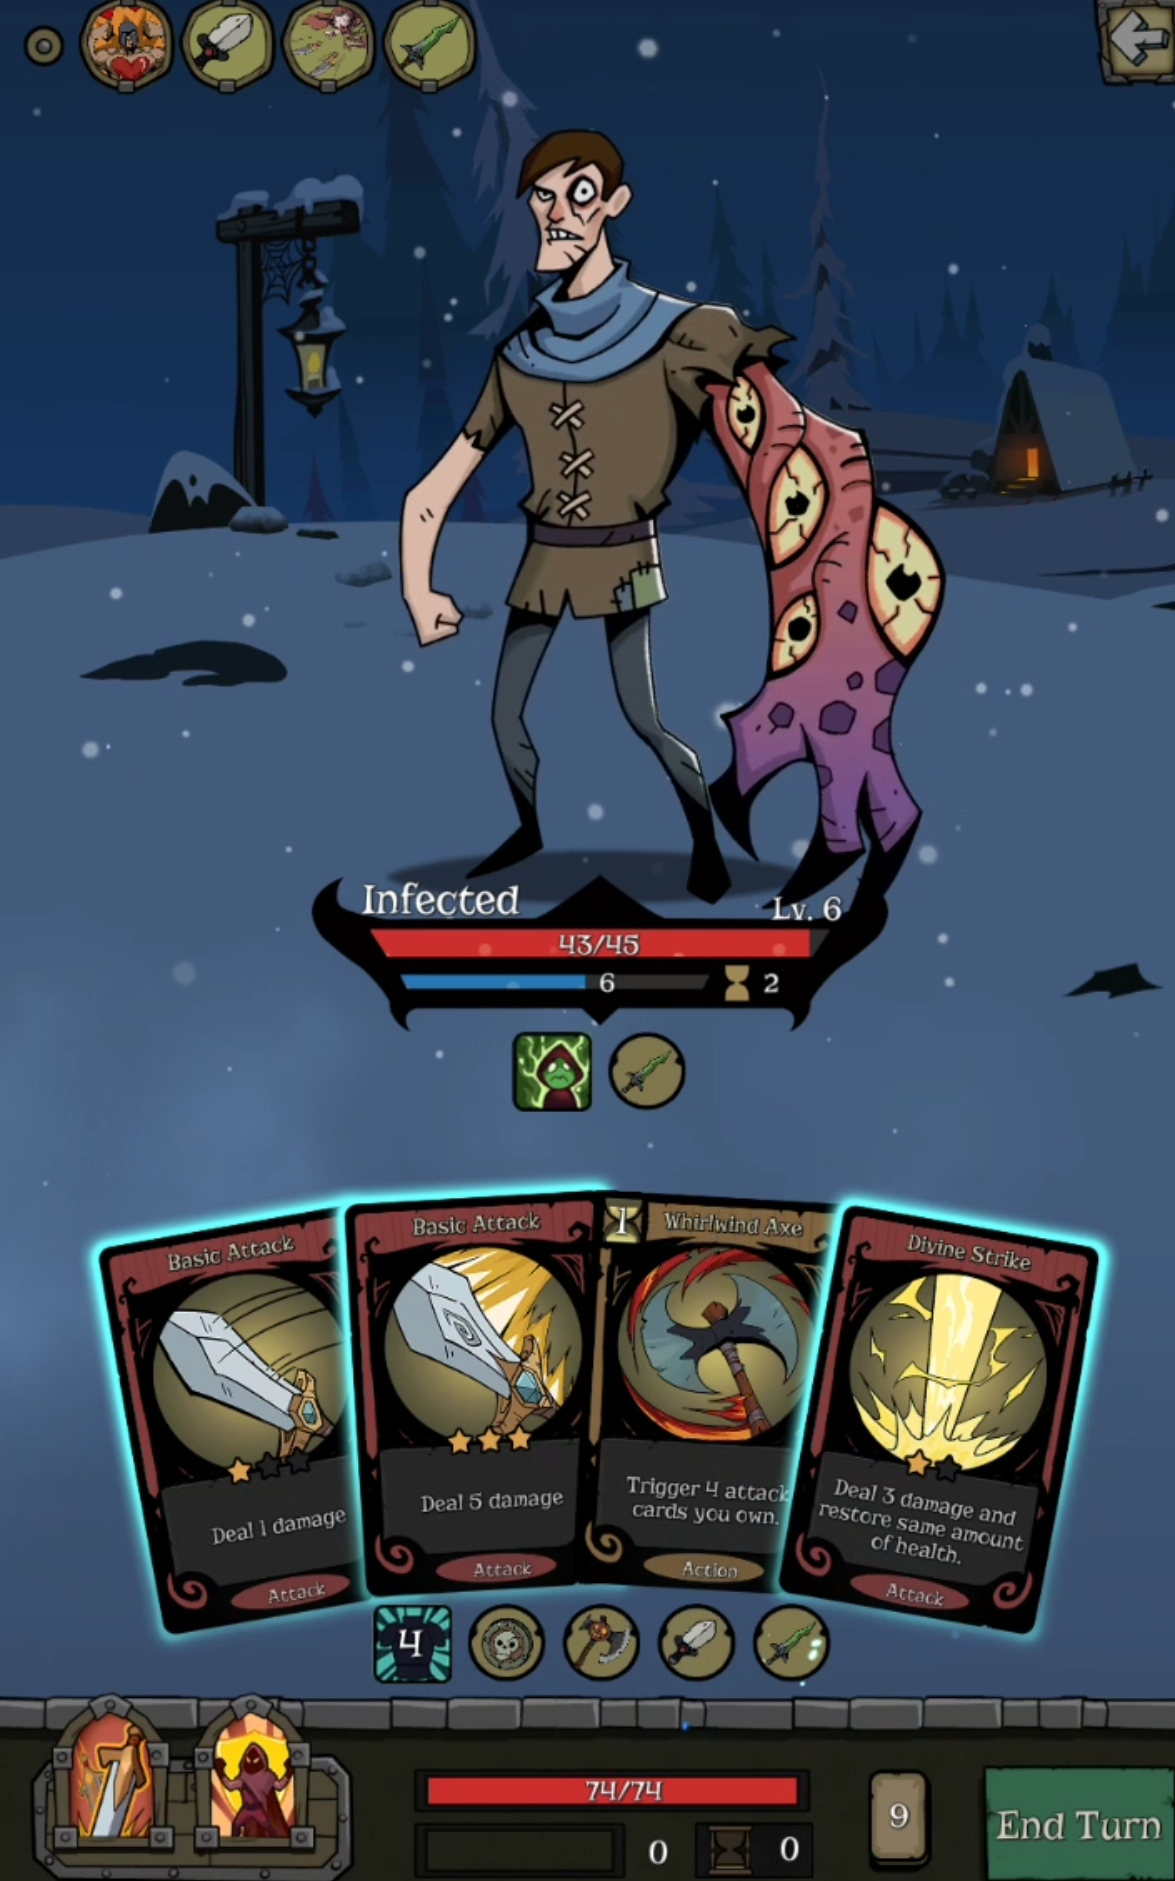 Infected
Lv. 6
43/45
6
2
Basic Attack
Deal 1 damage
Attack
Basic Attack
Deal 5 damage
Attack
1
Whirlwind Axe
Trigger 4 attack
cards you own.
Action
Divine Strike
Deal 3 damage and
restore same amount
of health.
Attack
4
74/74
0
0
9
End Turn